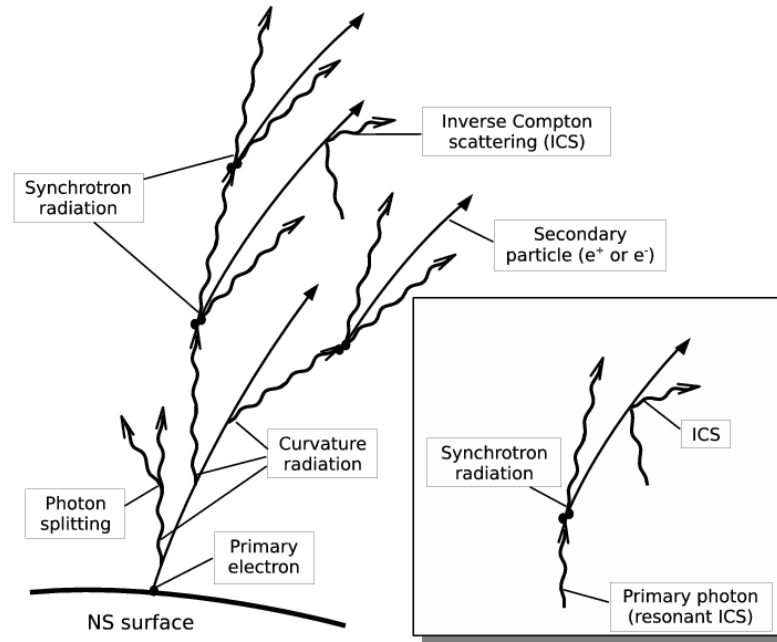 Inverse Compton
scattering (ICS)
Synchrotron
radiation
Secondary
particle (e⁺ or e⁻)
Curvature
radiation
Photon
splitting
Primary
electron
NS surface
ICS
Synchrotron
radiation
Primary photon
(resonant ICS)